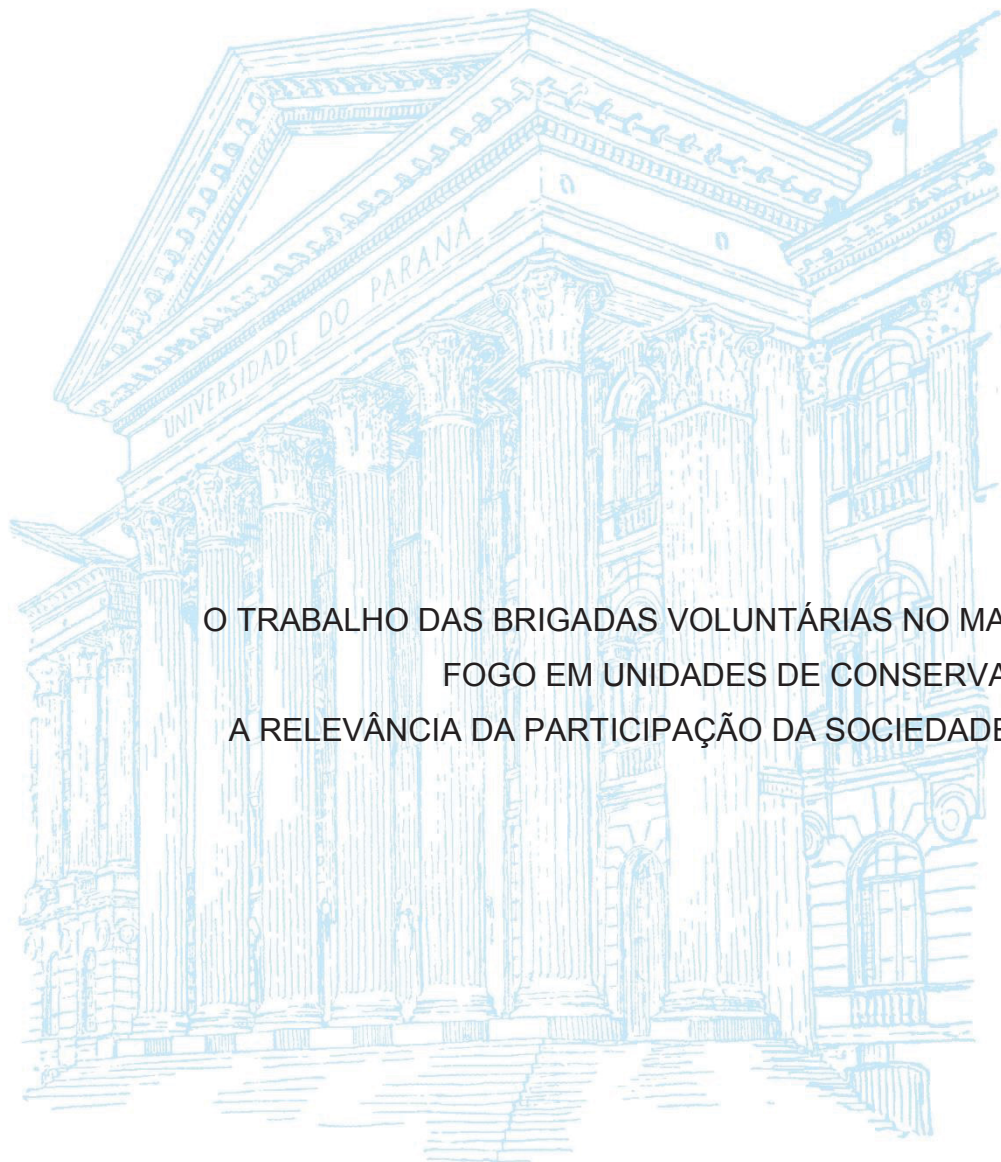 UNIVERSIDADE DO PARANÁ
O TRABALHO DAS BRIGADAS VOLUNTÁRIAS NO MA
FOGO EM UNIDADES DE CONSERVA
A RELEVÂNCIA DA PARTICIPAÇÃO DA SOCIEDADE